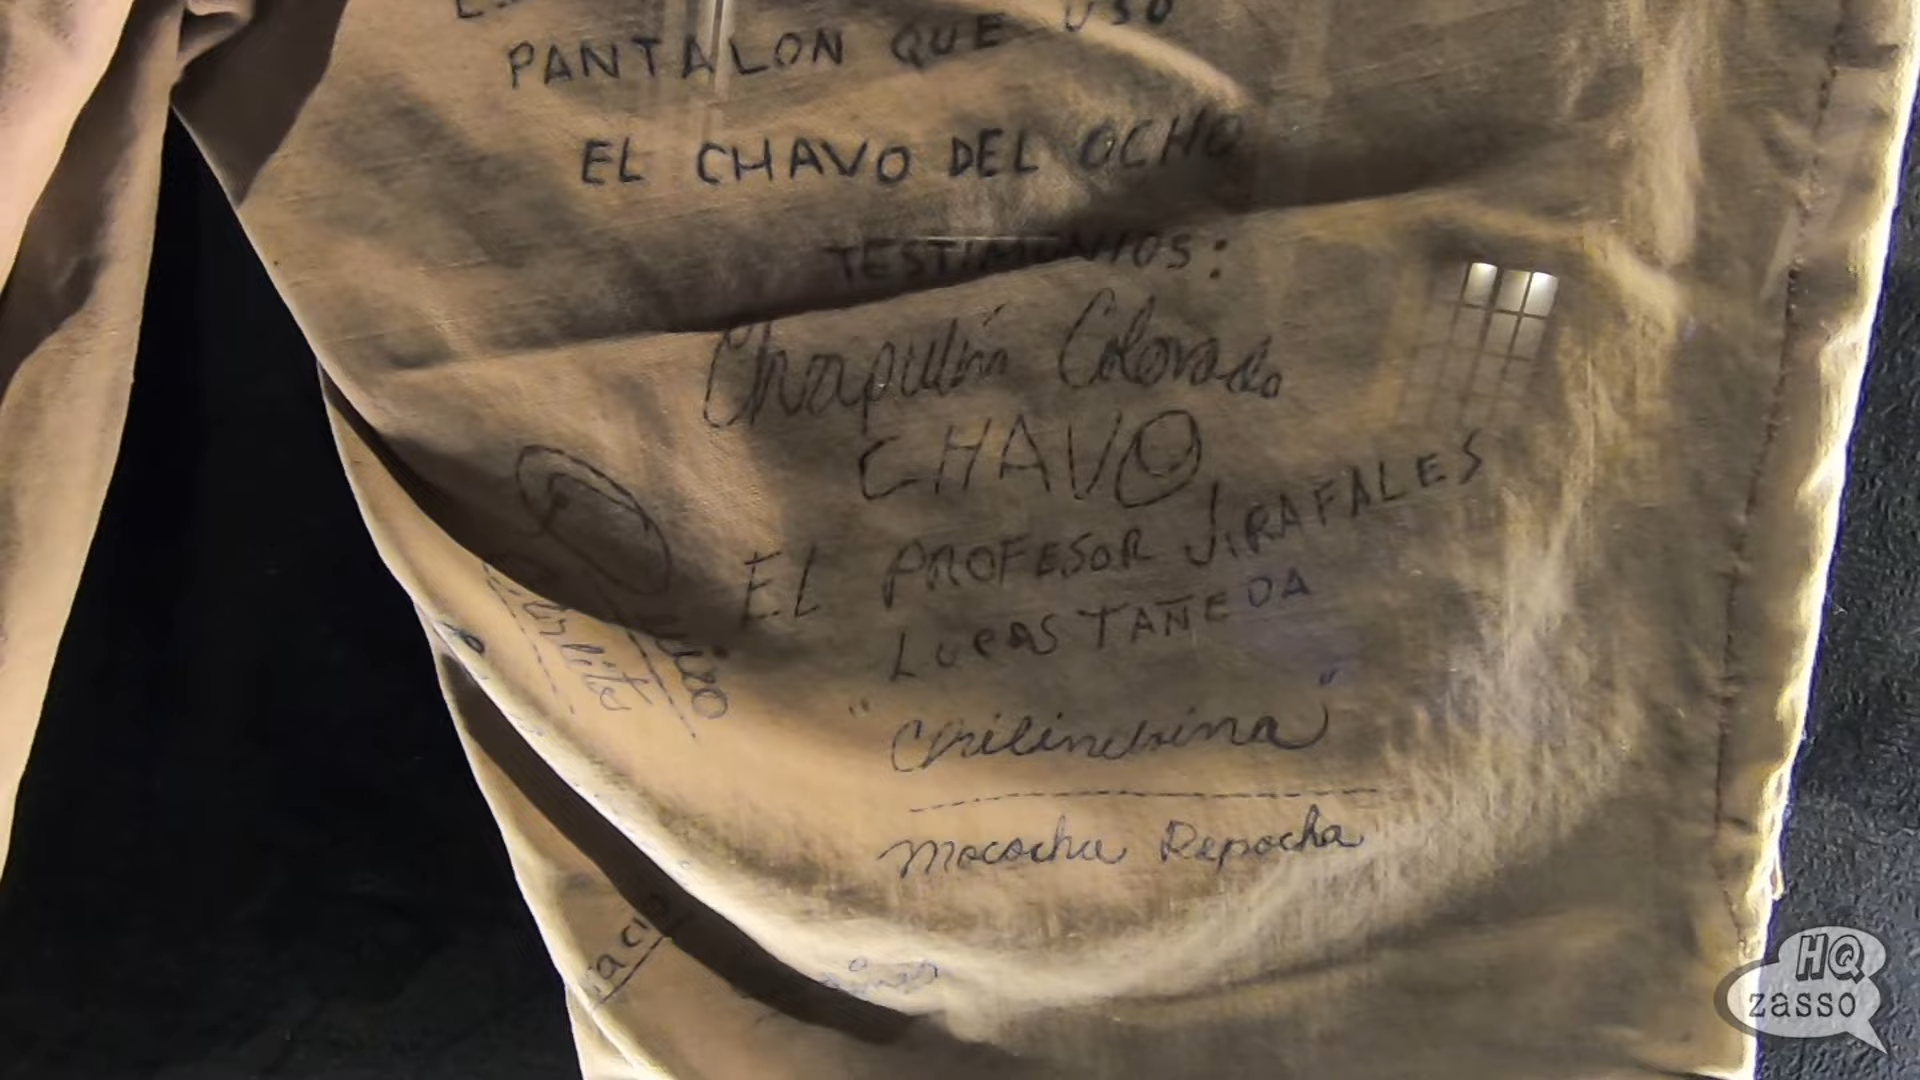 USO
PANTALON QUE
EL CHAVO DEL OCHO
TESTIMONIOS:
Chapulín Colorado
CHAVO
EL PROFESOR JIRAFALES
LUCAS TAÑEDA
"Chilindrina"
Mococha Repocha
HQ
zasso